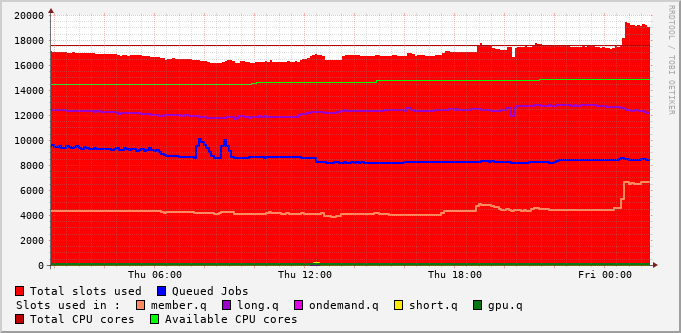 20000
18000
16000
14000
12000
10000
8000
6000
4000
2000
0
Thu 06:00 Thu 12:00 Thu 18:00 Fri 00:00
RRDTOOL / TOBI OETIKER
Total slots used Queued Jobs
Slots used in : member.q long.q ondemand.q short.q gpu.q
Total CPU cores Available CPU cores